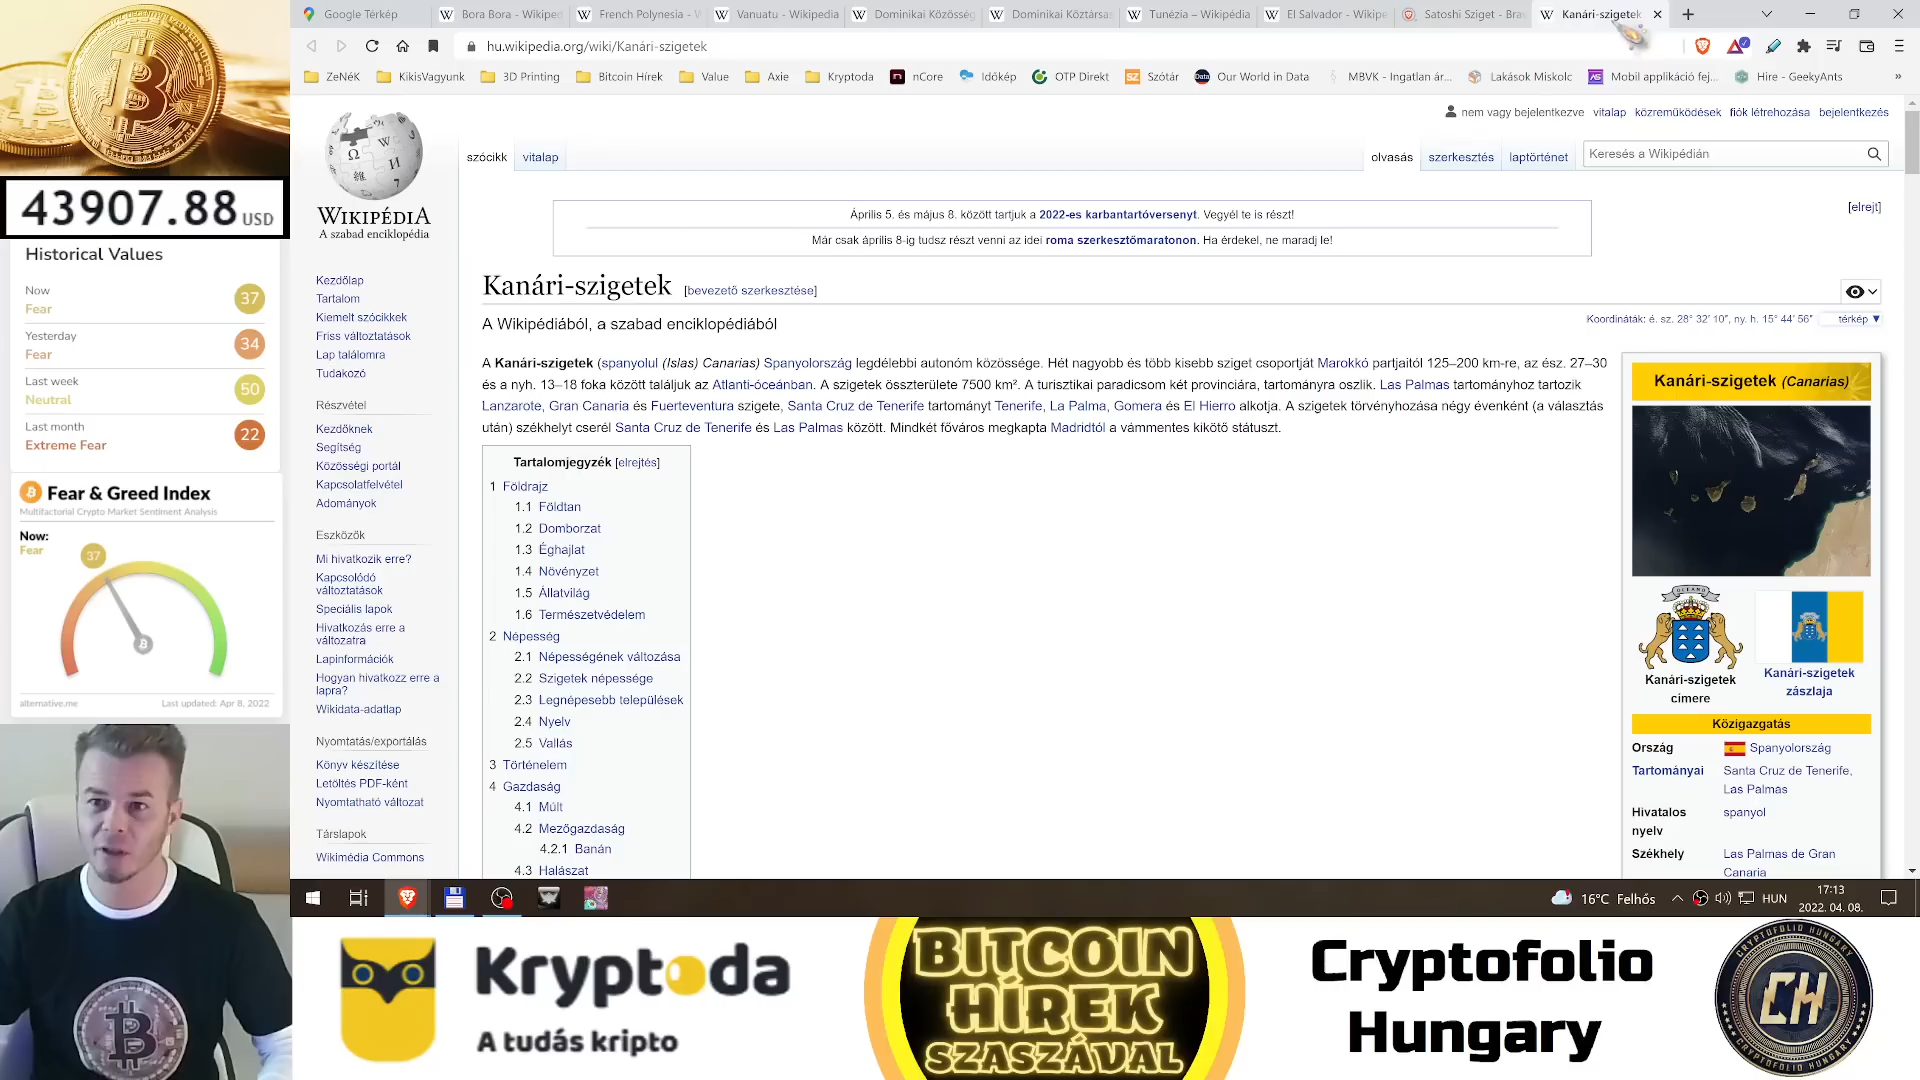 Google Térkép
Bora Bora - Wikiped
French Polynesia - W
Vanuatu - Wikipedia
Dominikai Közösség
Dominikai Köztársas
Tunézia – Wikipédia
El Salvador - Wikipe
Satoshi Sziget - Bra
Kanári-szigetek
hu.wikipedia.org/wiki/Kanári-szigetek
ZeNéK
KikisVagyunk
3D Printing
Bitcoin Hírek
Value
Axie
Kryptoda
nCore
Időkép
OTP Direkt
Szótár
Our World in Data
MBVK - Ingatlan ár...
Lakások Miskolc
Mobil applikáció fej...
Hire - GeekyAnts
43907.88 USD
Historical Values
Now
Fear
37
Yesterday
Fear
34
Last week
Neutral
50
Last month
Extreme Fear
22
Fear & Greed Index
Multifactorial Crypto Market Sentiment Analysis
Now:
Fear
37
alternative.me
Last updated: Apr 8, 2022
WIKIPÉDIA
A szabad enciklopédia
Kezdőlap
Tartalom
Kiemelt szócikkek
Friss változtatások
Lap találomra
Tudakozó
Részvétel
Kezdőknek
Segítség
Közösségi portál
Kapcsolatfelvétel
Adományok
Eszközök
Mi hivatkozik erre?
Kapcsolódó
változtatások
Speciális lapok
Hivatkozás erre a
változatra
Lapinformációk
Hogyan hivatkozz erre a
lapra?
Wikidata-adatlap
Nyomtatás/exportálás
Könyv készítése
Letöltés PDF-ként
Nyomtatható változat
Társlapok
Wikimédia Commons
nem vagy bejelentkezve vitalap közreműködések fiók létrehozása bejelentkezés
szócikk vitalap
olvasás szerkesztés laptörténet
Keresés a Wikipédián
Április 5. és május 8. között tartjuk a 2022-es karbantartóversenyt. Vegyél te is részt!
Már csak április 8-ig tudsz részt venni az idei roma szerkesztőmaratonon. Ha érdekel, ne maradj le!
[elrejt]
Kanári-szigetek [bevezető szerkesztése]
A Wikipédiából, a szabad enciklopédiából
Koordináták: é. sz. 28° 32′ 10″, ny. h. 15° 44′ 56″ térkép ▼
A Kanári-szigetek (spanyolul (Islas) Canarias) Spanyolország legdélebbi autonóm közössége. Hét nagyobb és több kisebb sziget csoportját Marokkó partjaitól 125–200 km-re, az ész. 27–30
és a nyh. 13–18 foka között találjuk az Atlanti-óceánban. A szigetek összterülete 7500 km². A turisztikai paradicsom két provinciára, tartományra oszlik. Las Palmas tartományhoz tartozik
Lanzarote, Gran Canaria és Fuerteventura szigete, Santa Cruz de Tenerife tartományt Tenerife, La Palma, Gomera és El Hierro alkotja. A szigetek törvényhozása négy évenként (a választás
után) székhelyt cserél Santa Cruz de Tenerife és Las Palmas között. Mindkét főváros megkapta Madridtól a vámmentes kikötő státuszt.
Tartalomjegyzék [elrejtés]
1 Földrajz
1.1 Földtan
1.2 Domborzat
1.3 Éghajlat
1.4 Növényzet
1.5 Állatvilág
1.6 Természetvédelem
2 Népesség
2.1 Népességének változása
2.2 Szigetek népessége
2.3 Legnépesebb települések
2.4 Nyelv
2.5 Vallás
3 Történelem
4 Gazdaság
4.1 Múlt
4.2 Mezőgazdaság
4.2.1 Banán
4.3 Halászat
Kanári-szigetek (Canarias)
Kanári-szigetek
címere
Kanári-szigetek
zászlaja
Közigazgatás
Ország Spanyolország
Tartományai Santa Cruz de Tenerife,
Las Palmas
Hivatalos
nyelv
spanyol
Székhely Las Palmas de Gran
Canaria
16°C Felhős
HUN
17:13
2022. 04. 08.
Kryptoda
A tudás kripto
BITCOIN
HÍREK
SZASZÁVAL
Cryptofolio
Hungary
CRYPTOFOLIO HUNGARY
CH
CRYPTOFOLIO HUNGARY